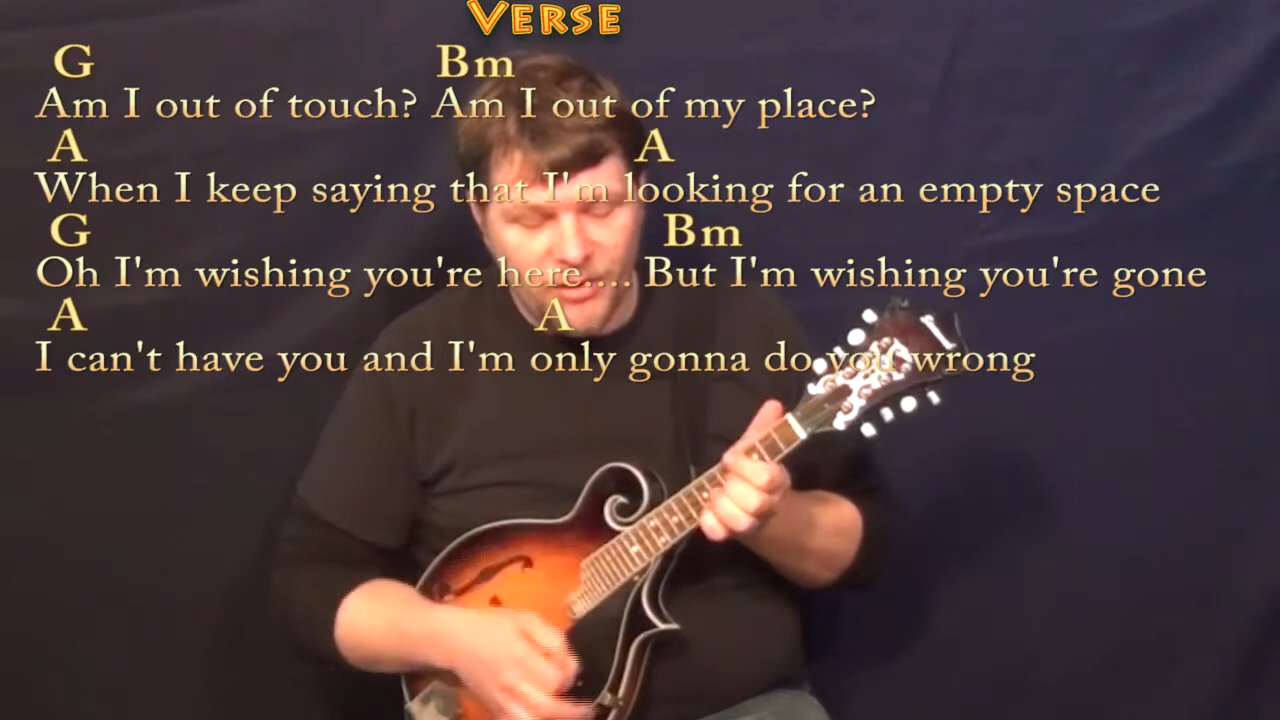 VERSE
G Bm
Am I out of touch? Am I out of my place?
A A
When I keep saying that I'm looking for an empty space
G Bm
Oh I'm wishing you're here.... But I'm wishing you're gone
A A
I can't have you and I'm only gonna do you wrong